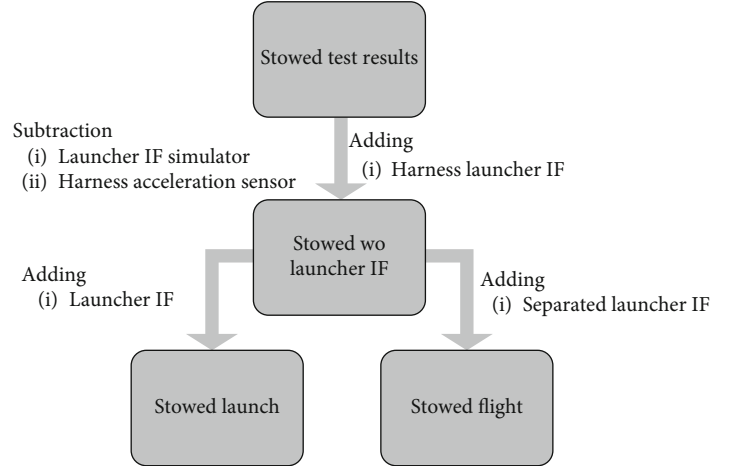 Stowed test results
Subtraction
(i) Launcher IF simulator
(ii) Harness acceleration sensor
Adding
(i) Harness launcher IF
Stowed wo
launcher IF
Adding
(i) Launcher IF
Adding
(i) Separated launcher IF
Stowed launch
Stowed flight